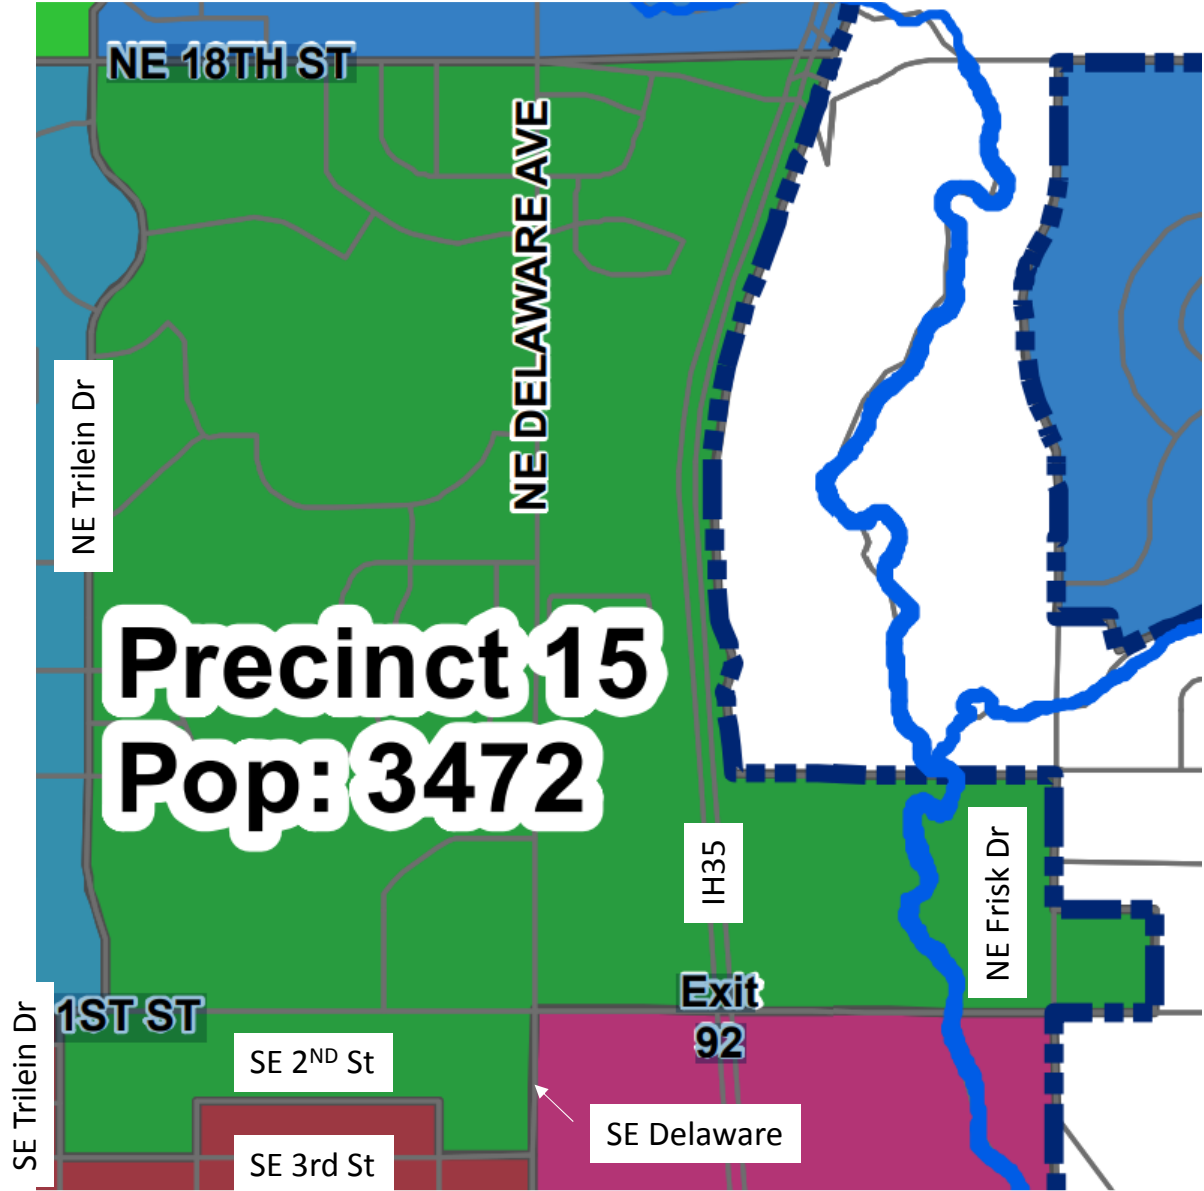 NE 18TH ST
NE DELAWARE AVE
NE Trilein Dr
Precinct 15
Pop: 3472
IH35
NE Frisk Dr
Exit
92
1ST ST
SE Trilein Dr
SE 2ND St
SE Delaware
SE 3rd St